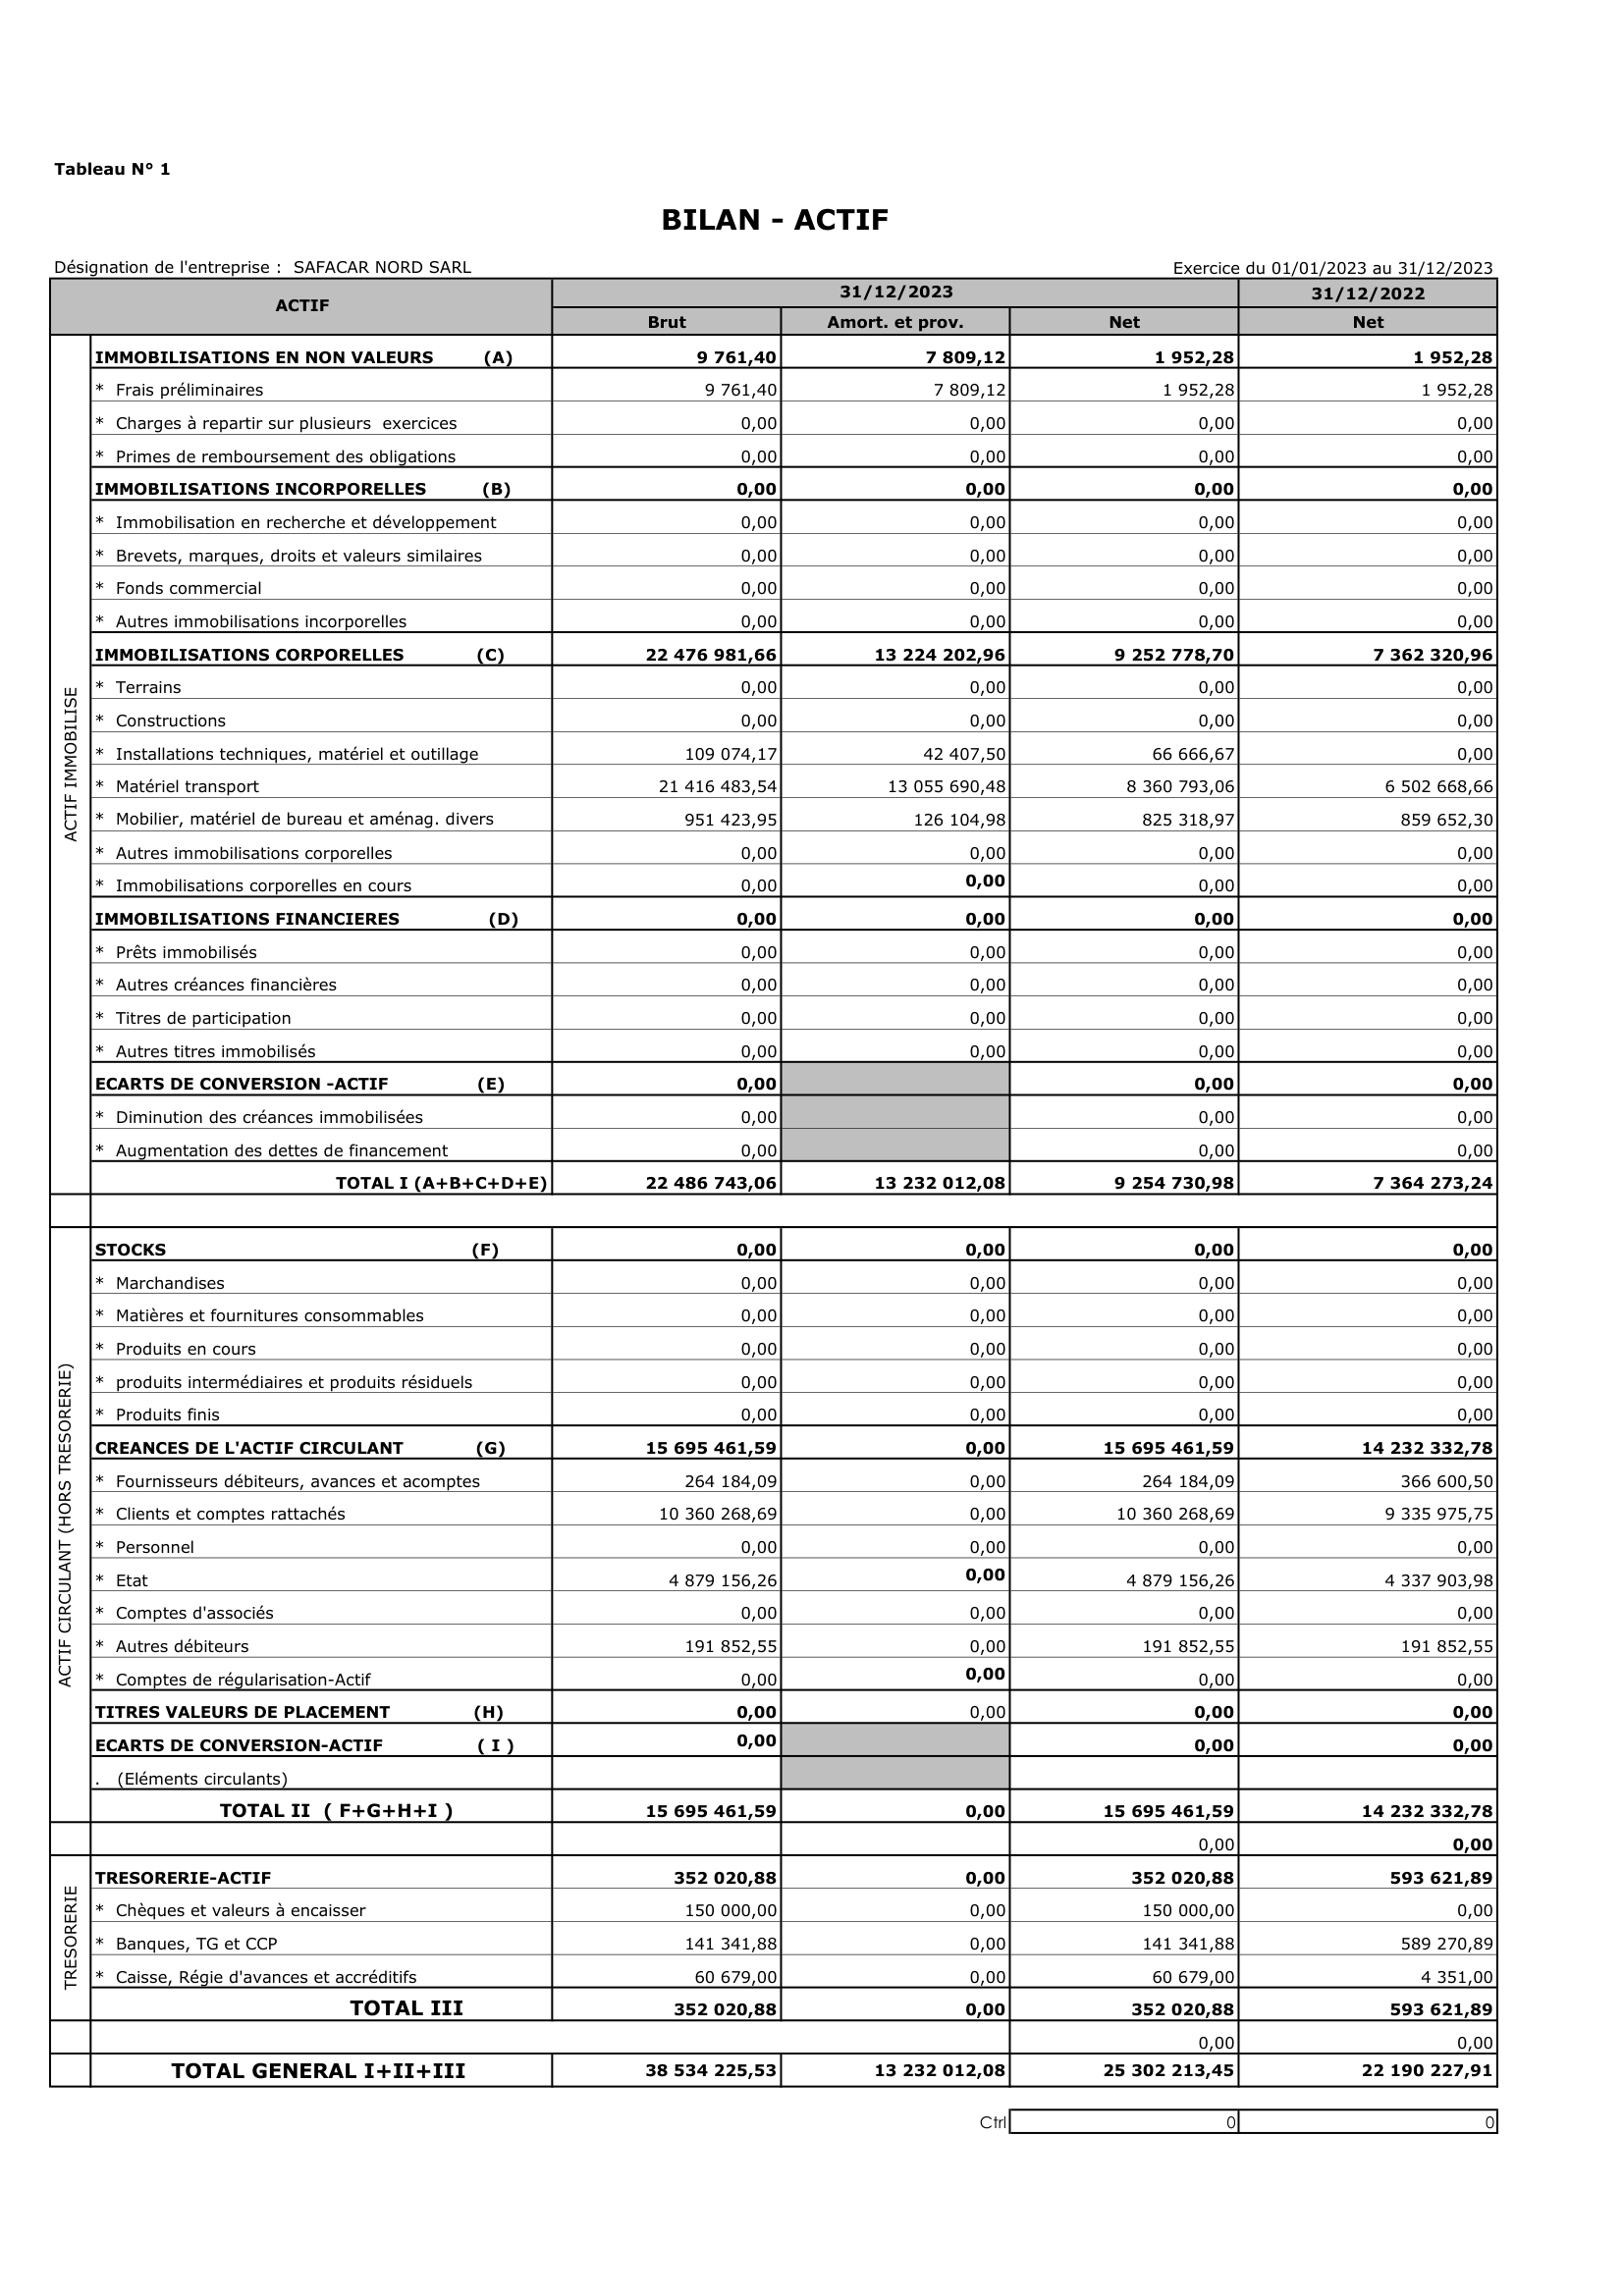 Tableau N° 1
BILAN - ACTIF
Désignation de l'entreprise : SAFACAR NORD SARL Exercice du 01/01/2023 au 31/12/2023
ACTIF 31/12/2023 31/12/2022
Brut Amort. et prov. Net Net
ACTIF IMMOBILISE
IMMOBILISATIONS EN NON VALEURS (A) 9 761,40 7 809,12 1 952,28 1 952,28
* Frais préliminaires 9 761,40 7 809,12 1 952,28 1 952,28
* Charges à repartir sur plusieurs exercices 0,00 0,00 0,00 0,00
* Primes de remboursement des obligations 0,00 0,00 0,00 0,00
IMMOBILISATIONS INCORPORELLES (B) 0,00 0,00 0,00 0,00
* Immobilisation en recherche et développement 0,00 0,00 0,00 0,00
* Brevets, marques, droits et valeurs similaires 0,00 0,00 0,00 0,00
* Fonds commercial 0,00 0,00 0,00 0,00
* Autres immobilisations incorporelles 0,00 0,00 0,00 0,00
IMMOBILISATIONS CORPORELLES (C) 22 476 981,66 13 224 202,96 9 252 778,70 7 362 320,96
* Terrains 0,00 0,00 0,00 0,00
* Constructions 0,00 0,00 0,00 0,00
* Installations techniques, matériel et outillage 109 074,17 42 407,50 66 666,67 0,00
* Matériel transport 21 416 483,54 13 055 690,48 8 360 793,06 6 502 668,66
* Mobilier, matériel de bureau et aménag. divers 951 423,95 126 104,98 825 318,97 859 652,30
* Autres immobilisations corporelles 0,00 0,00 0,00 0,00
* Immobilisations corporelles en cours 0,00 0,00 0,00 0,00
IMMOBILISATIONS FINANCIERES (D) 0,00 0,00 0,00 0,00
* Prêts immobilisés 0,00 0,00 0,00 0,00
* Autres créances financières 0,00 0,00 0,00 0,00
* Titres de participation 0,00 0,00 0,00 0,00
* Autres titres immobilisés 0,00 0,00 0,00 0,00
ECARTS DE CONVERSION -ACTIF (E) 0,00 0,00 0,00
* Diminution des créances immobilisées 0,00 0,00 0,00
* Augmentation des dettes de financement 0,00 0,00 0,00
TOTAL I (A+B+C+D+E) 22 486 743,06 13 232 012,08 9 254 730,98 7 364 273,24
ACTIF CIRCULANT (HORS TRESORERIE)
STOCKS (F) 0,00 0,00 0,00 0,00
* Marchandises 0,00 0,00 0,00 0,00
* Matières et fournitures consommables 0,00 0,00 0,00 0,00
* Produits en cours 0,00 0,00 0,00 0,00
* produits intermédiaires et produits résiduels 0,00 0,00 0,00 0,00
* Produits finis 0,00 0,00 0,00 0,00
CREANCES DE L'ACTIF CIRCULANT (G) 15 695 461,59 0,00 15 695 461,59 14 232 332,78
* Fournisseurs débiteurs, avances et acomptes 264 184,09 0,00 264 184,09 366 600,50
* Clients et comptes rattachés 10 360 268,69 0,00 10 360 268,69 9 335 975,75
* Personnel 0,00 0,00 0,00 0,00
* Etat 4 879 156,26 0,00 4 879 156,26 4 337 903,98
* Comptes d'associés 0,00 0,00 0,00 0,00
* Autres débiteurs 191 852,55 0,00 191 852,55 191 852,55
* Comptes de régularisation-Actif 0,00 0,00 0,00 0,00
TITRES VALEURS DE PLACEMENT (H) 0,00 0,00 0,00 0,00
ECARTS DE CONVERSION-ACTIF ( I ) 0,00 0,00 0,00
. (Eléments circulants)
TOTAL II ( F+G+H+I ) 15 695 461,59 0,00 15 695 461,59 14 232 332,78
0,00 0,00
TRESORERIE
TRESORERIE-ACTIF 352 020,88 0,00 352 020,88 593 621,89
* Chèques et valeurs à encaisser 150 000,00 0,00 150 000,00 0,00
* Banques, TG et CCP 141 341,88 0,00 141 341,88 589 270,89
* Caisse, Régie d'avances et accréditifs 60 679,00 0,00 60 679,00 4 351,00
TOTAL III 352 020,88 0,00 352 020,88 593 621,89
0,00 0,00
TOTAL GENERAL I+II+III 38 534 225,53 13 232 012,08 25 302 213,45 22 190 227,91
Ctrl 0 0